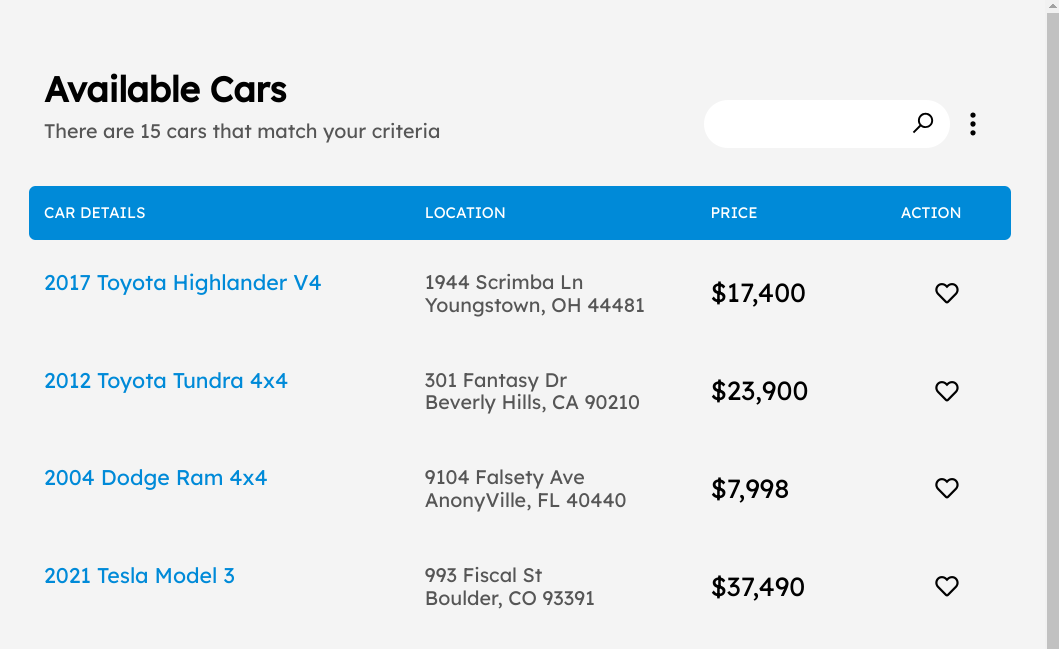 Available Cars
There are 15 cars that match your criteria
CAR DETAILS LOCATION PRICE ACTION
2017 Toyota Highlander V4
1944 Scrimba Ln
Youngstown, OH 44481
$17,400
2012 Toyota Tundra 4x4
301 Fantasy Dr
Beverly Hills, CA 90210
$23,900
2004 Dodge Ram 4x4
9104 Falsety Ave
AnonyVille, FL 40440
$7,998
2021 Tesla Model 3
993 Fiscal St
Boulder, CO 93391
$37,490